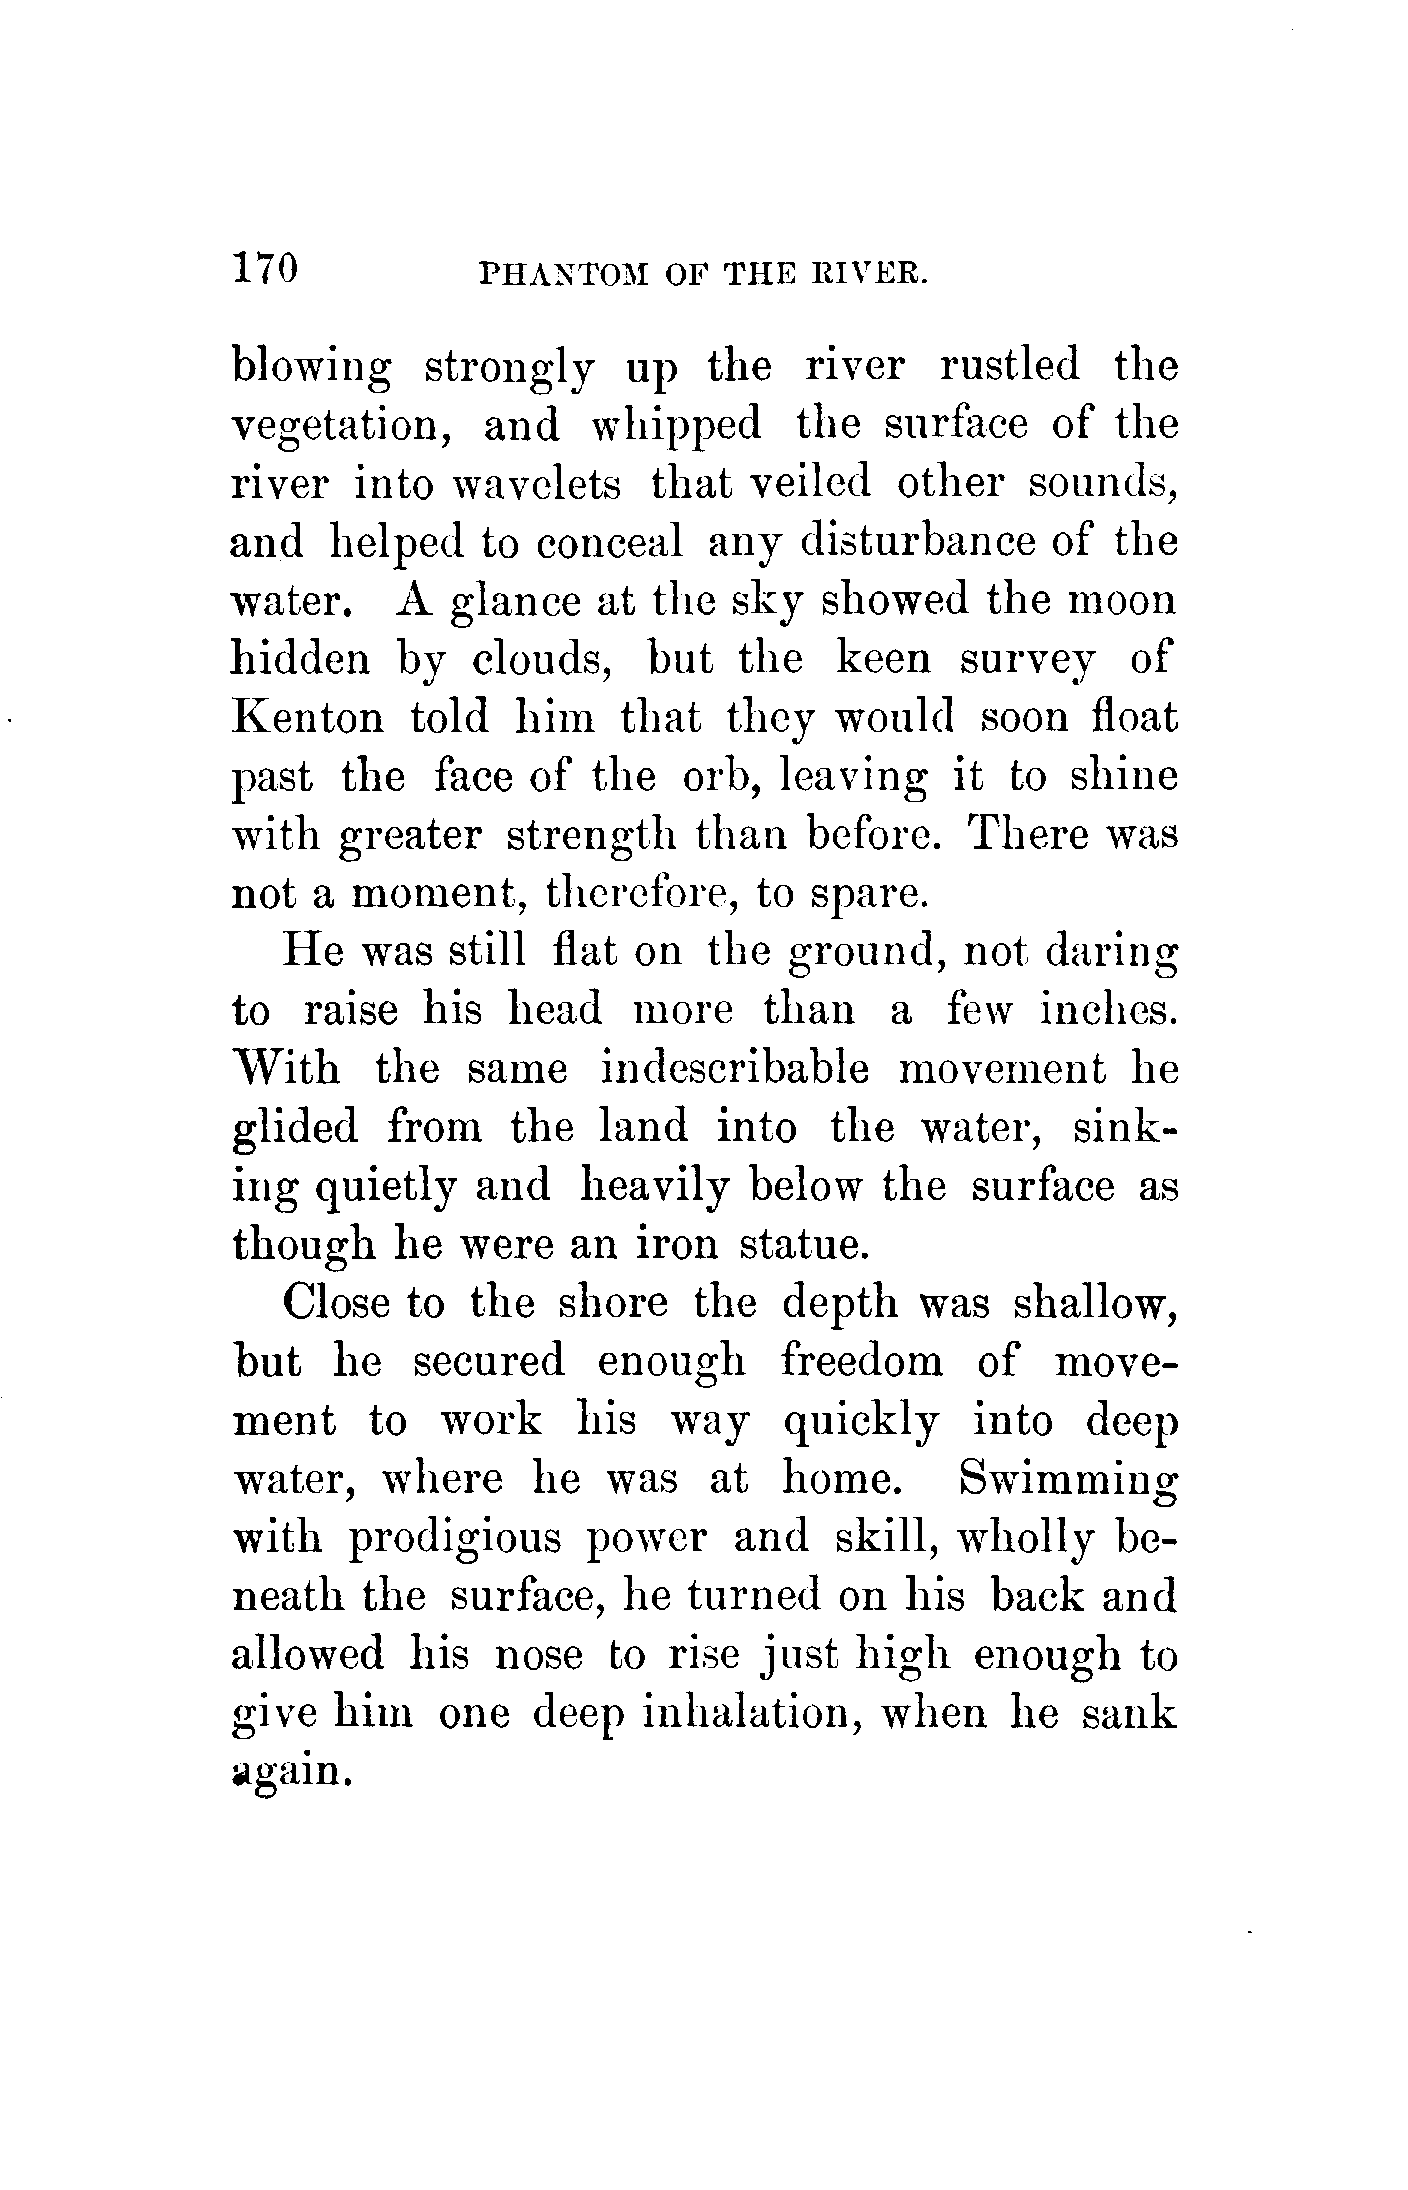 170 PHANTOM OF THE RIVER.
blowing strongly up the river rustled the
vegetation, and whipped the surface of the
river into wavelets that veiled other sounds,
and helped to conceal any disturbance of the
water. A glance at the sky showed the moon
hidden by clouds, but the keen survey of
Kenton told him that they would soon float
past the face of the orb, leaving it to shine
with greater strength than before. There was
not a moment, therefore, to spare.
He was still flat on the ground, not daring
to raise his head more than a few inches.
With the same indescribable movement he
glided from the land into the water, sink-
ing quietly and heavily below the surface as
though he were an iron statue.
Close to the shore the depth was shallow,
but he secured enough freedom of move-
ment to work his way quickly into deep
water, where he was at home. Swimming
with prodigious power and skill, wholly be-
neath the surface, he turned on his back and
allowed his nose to rise just high enough to
give him one deep inhalation, when he sank
again.